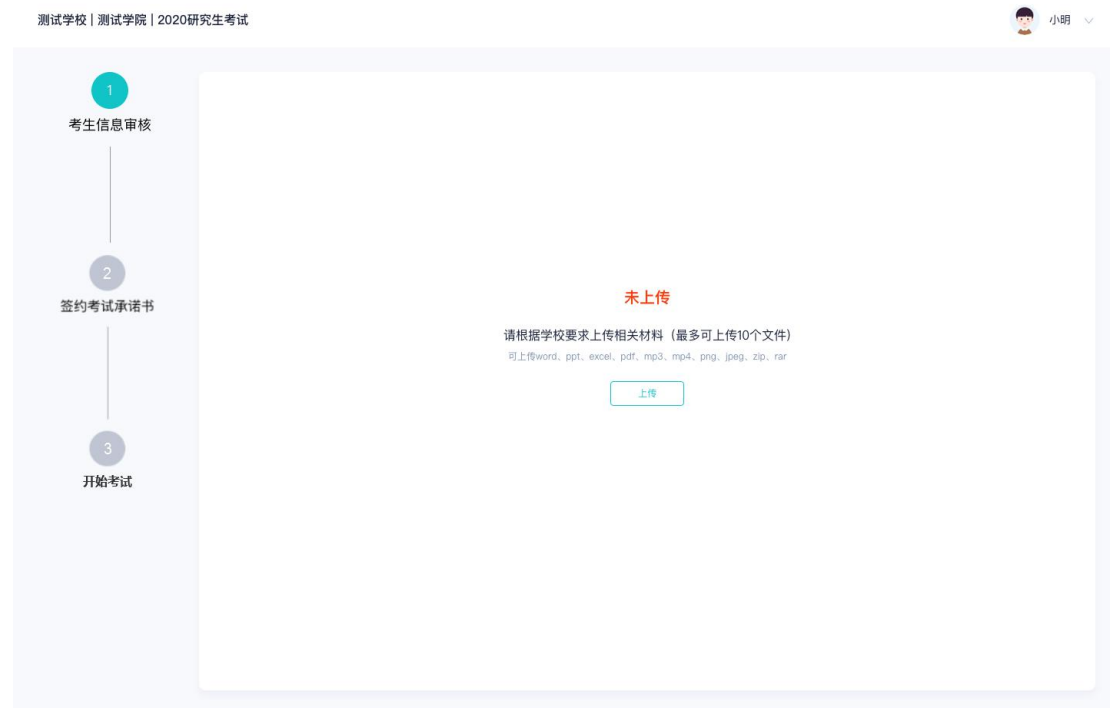 测试学校 | 测试学院 | 2020研究生考试
小明
1
考生信息审核
2
签约考试承诺书
3
开始考试
未上传
请根据学校要求上传相关材料（最多可上传10个文件）
可上传word、ppt、excel、pdf、mp3、mp4、png、jpeg、zip、rar
上传